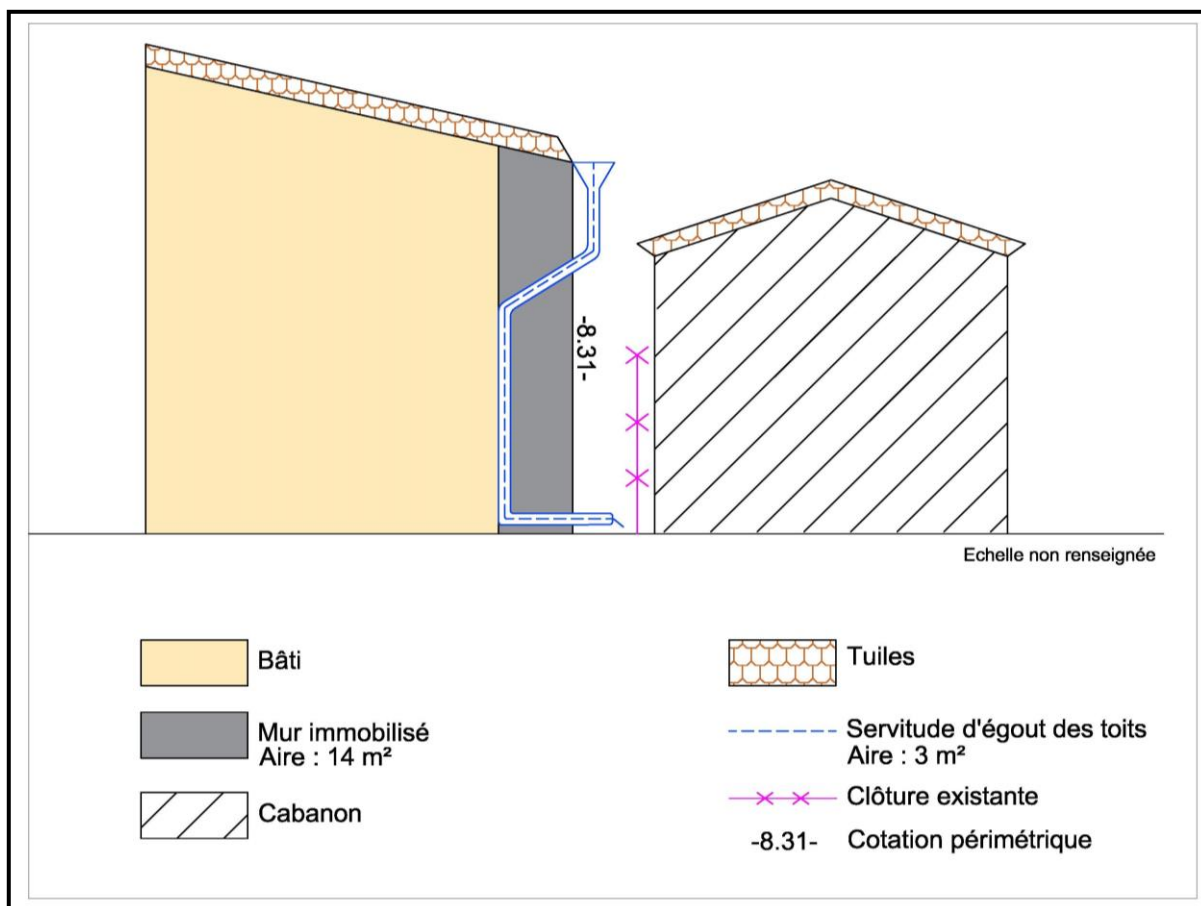 -8.31-
Echelle non renseignée
Bâti
Mur immobilisé
Aire : 14 m²
Cabanon
Tuiles
Servitude d'égout des toits
Aire : 3 m²
Clôture existante
-8.31- Cotation périmétrique